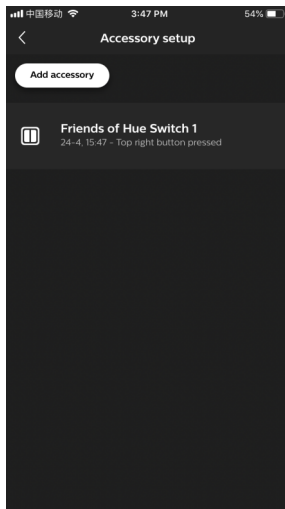 中国移动 3:47 PM 54%
Accessory setup
Add accessory
Friends of Hue Switch 1
24-4, 15:47 - Top right button pressed